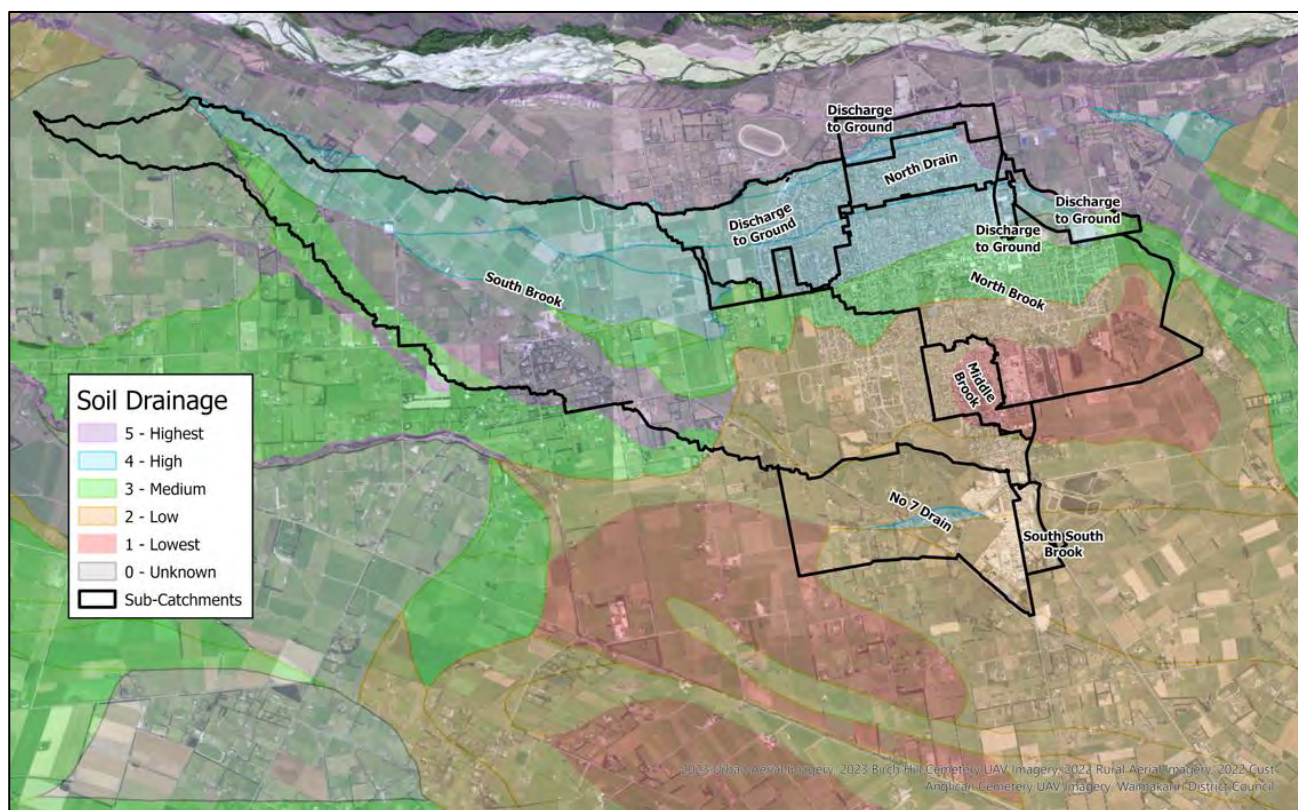 Discharge
to Ground
North Drain
Discharge
to Ground
Discharge
to Ground
Discharge
to Ground
South Brook
North Brook
Middle
Brook
No 7 Drain
South South
Brook
Soil Drainage
5 - Highest
4 - High
3 - Medium
2 - Low
1 - Lowest
0 - Unknown
Sub-Catchments
2023 Urban Aerial Imagery, 2023 Birch Hill Cemetery UAV Imagery, 2022 Rural Aerial Imagery, 2022 Cust
Anglican Cemetery UAV Imagery. Waimakariri District Council